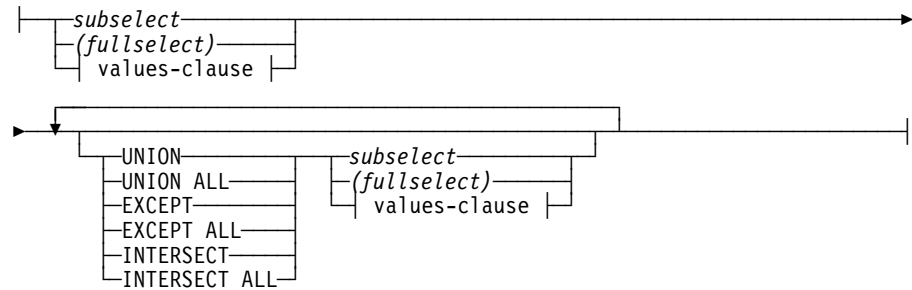 subselect
(fullselect)
values-clause
UNION subselect
UNION ALL (fullselect)
EXCEPT values-clause
EXCEPT ALL
INTERSECT
INTERSECT ALL